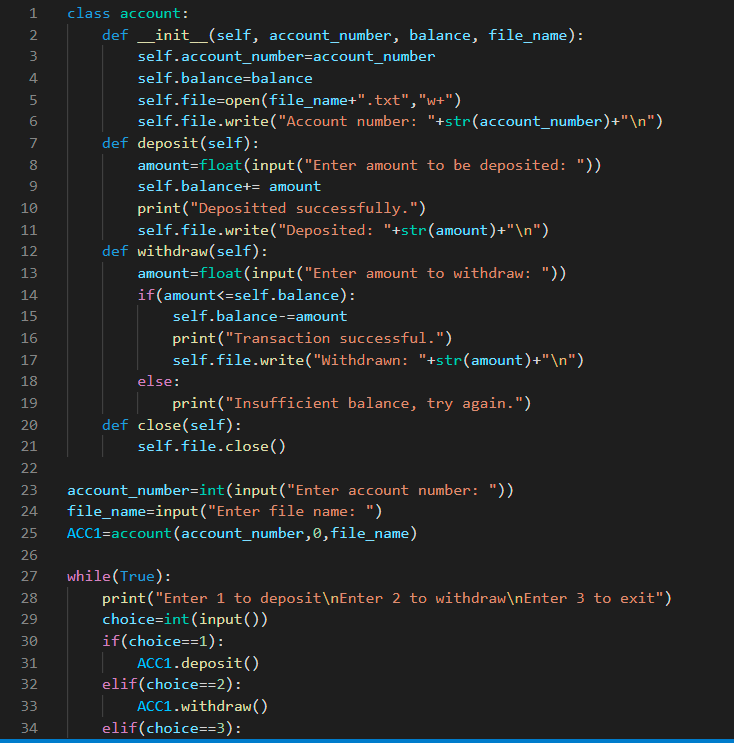 1 class account:
2     def __init__(self, account_number, balance, file_name):
3         self.account_number=account_number
4         self.balance=balance
5         self.file=open(file_name+".txt","w+")
6         self.file.write("Account number: "+str(account_number)+"\n")
7     def deposit(self):
8         amount=float(input("Enter amount to be deposited: "))
9         self.balance+= amount
10         print("Depositted successfully.")
11         self.file.write("Deposited: "+str(amount)+"\n")
12     def withdraw(self):
13         amount=float(input("Enter amount to withdraw: "))
14         if(amount<=self.balance):
15             self.balance-=amount
16             print("Transaction successful.")
17             self.file.write("Withdrawn: "+str(amount)+"\n")
18         else:
19             print("Insufficient balance, try again.")
20     def close(self):
21         self.file.close()
22
23 account_number=int(input("Enter account number: "))
24 file_name=input("Enter file name: ")
25 ACC1=account(account_number,0,file_name)
26
27 while(True):
28     print("Enter 1 to deposit\nEnter 2 to withdraw\nEnter 3 to exit")
29     choice=int(input())
30     if(choice==1):
31         ACC1.deposit()
32     elif(choice==2):
33         ACC1.withdraw()
34     elif(choice==3):